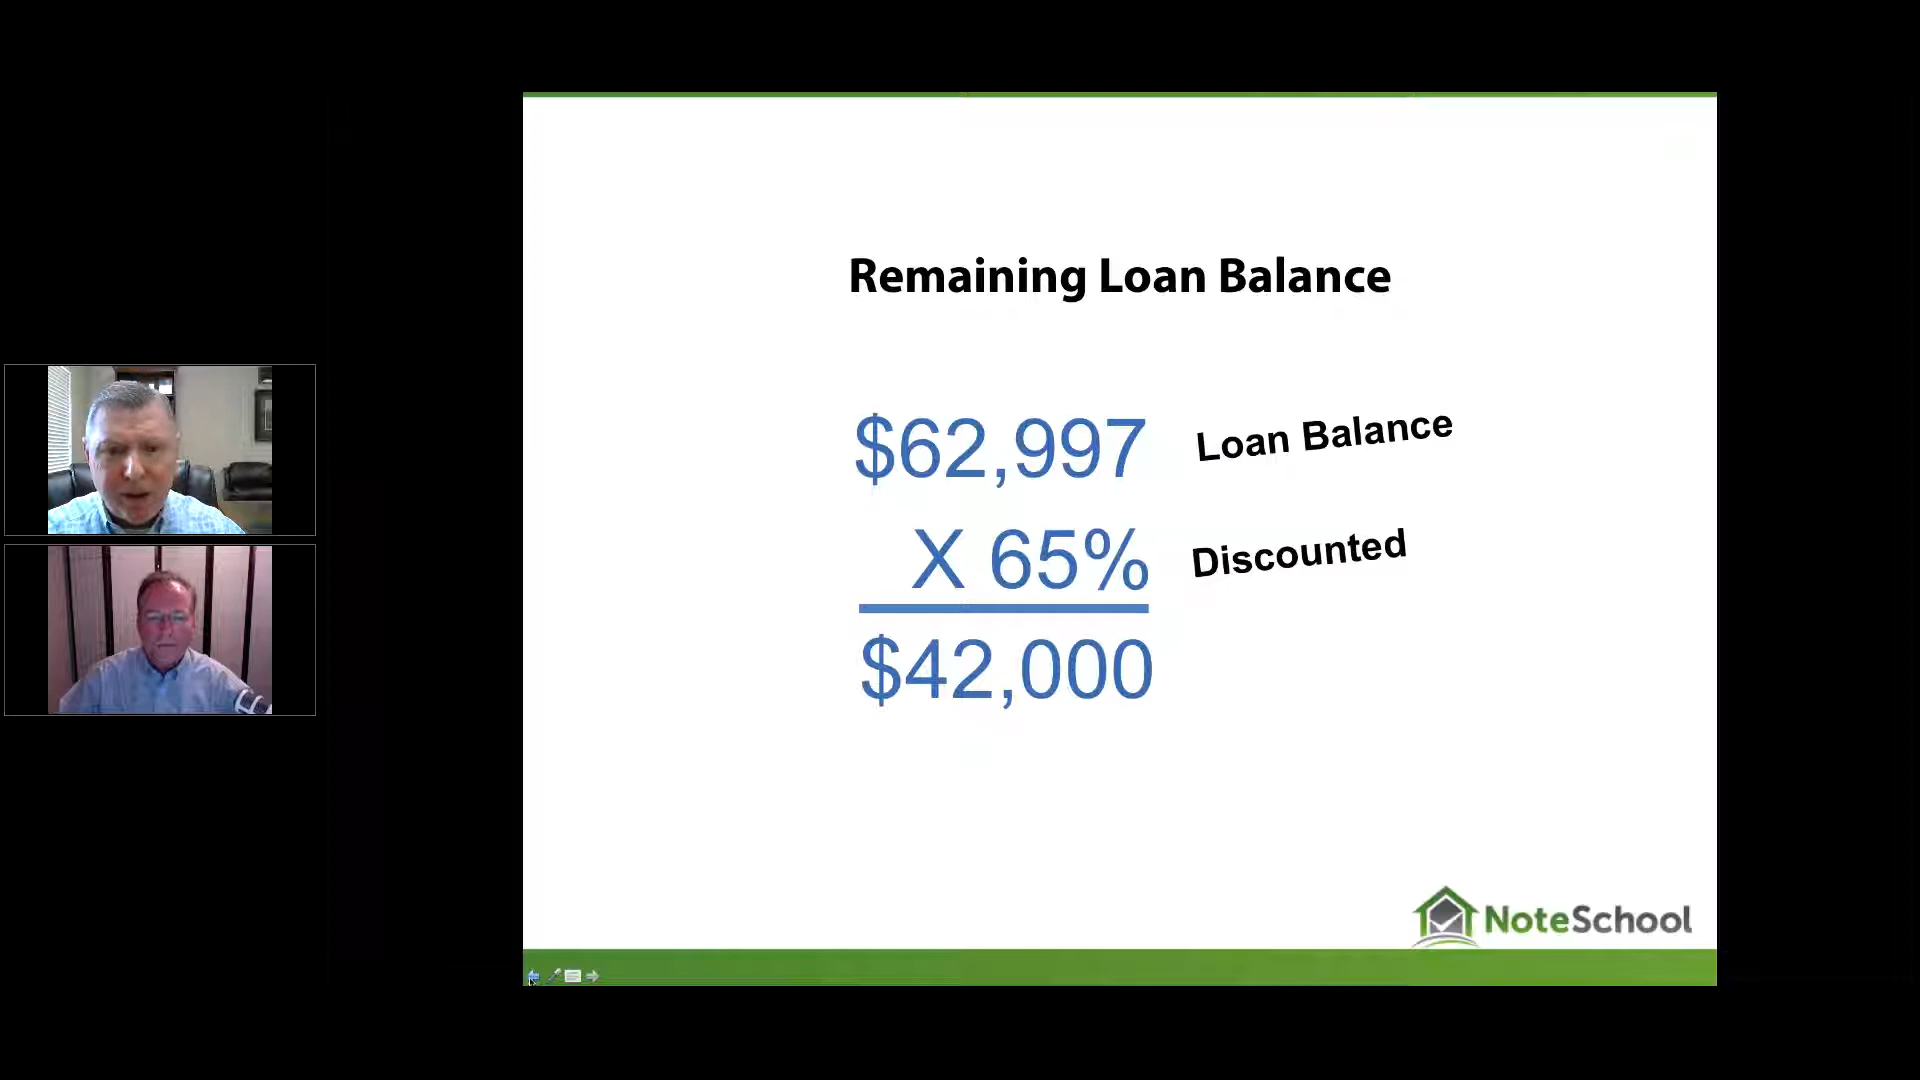 Remaining Loan Balance
$62,997 Loan Balance
X 65% Discounted
$42,000
NoteSchool